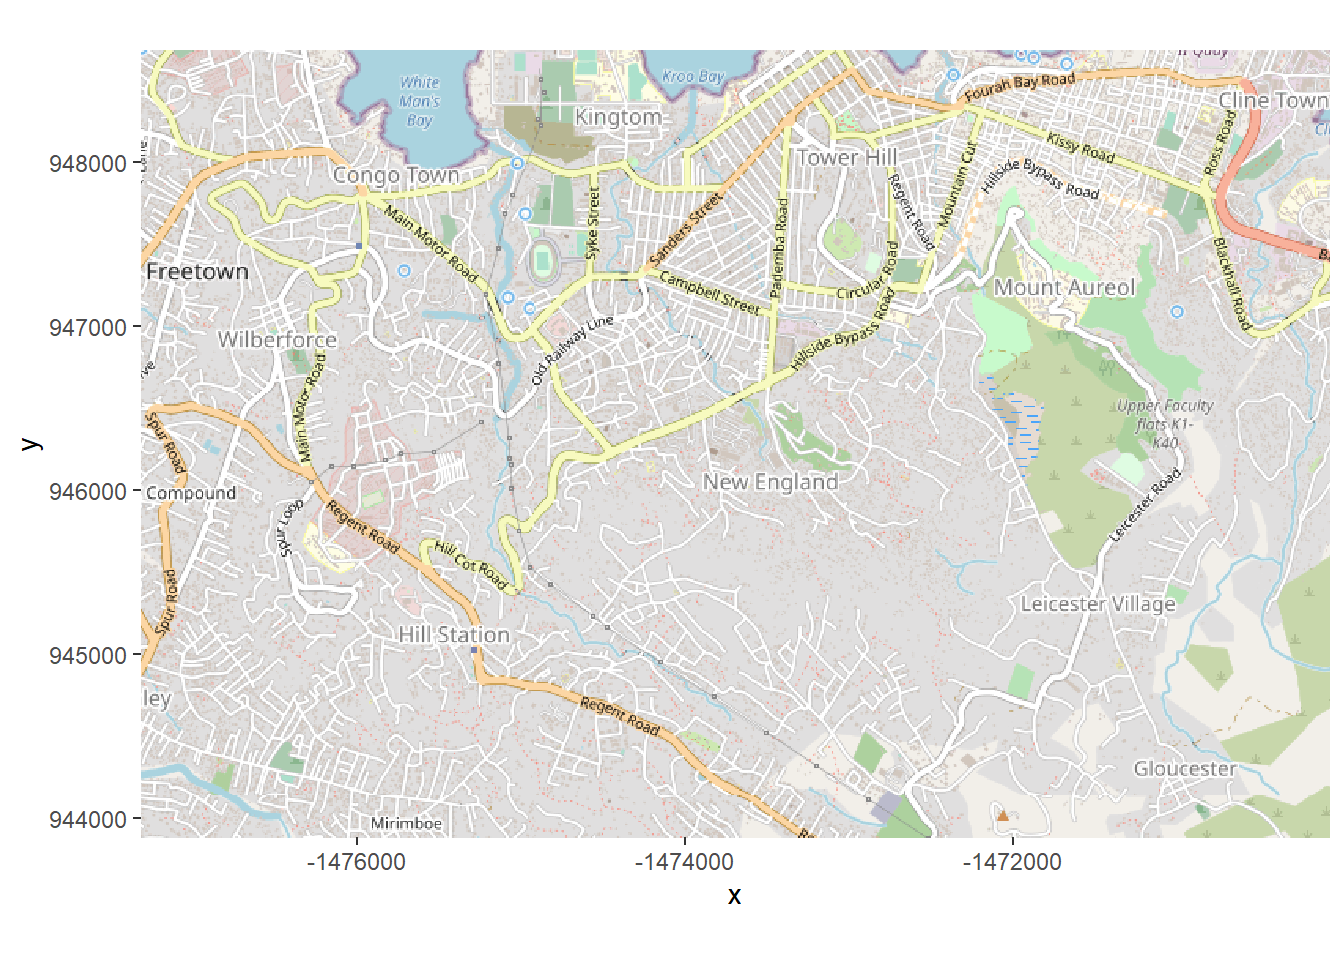 White
Man's
Bay
Kroo Bay
Kingtom
Fourah Bay Road
Cline Town
Kissy Road
Ross Road
Congo Town
Tower Hill
Hillside Bypass Road
Mountain Cut
Regent Road
Main Motor Road
Syke Street
Sanders Street
Pademba Road
Circular Road
Blackhall Road
Freetown
Campbell Street
Mount Aureol
Wilberforce
Old Railway Line
Hillside Bypass Road
Main Motor Road
Upper Faculty
flats K1-
K40
Spur Road
Compound
New England
Spur Loop
Regent Road
Hill Cot Road
Leicester Road
Spur Road
Hill Station
Leicester Village
ley
Regent Road
Gloucester
Mirimboe
948000
947000
946000
945000
944000
y
-1476000
-1474000
-1472000
x